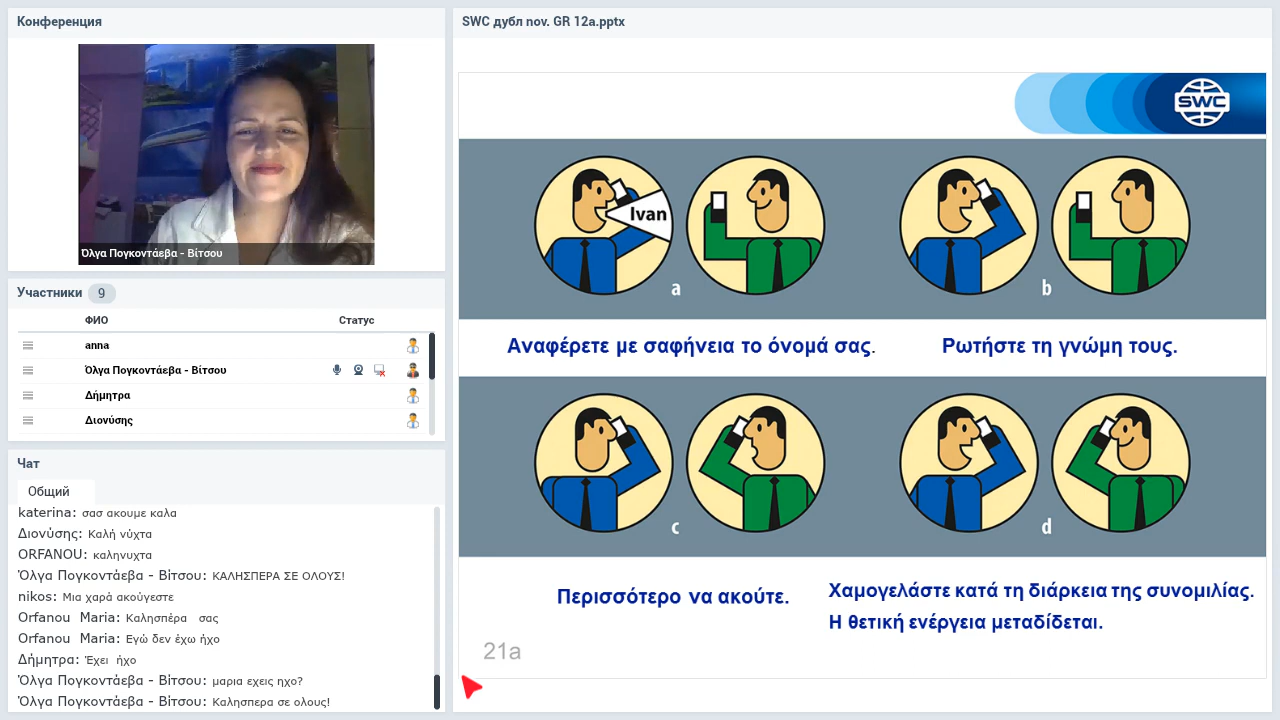 Конференция
Όλγα Πογκοντάεβα - Βίτσου
Участники 9
ФИО Статус
anna
Όλγα Πογκοντάεβα - Βίτσου
Δήμητρα
Διονύσης
Чат
Общий
katerina: σασ ακουμε καλα
Διονύσης: Καλή νύχτα
ORFANOU: καληνυχτα
Όλγα Πογκοντάεβα - Βίτσου: ΚΑΛΗΣΠΕΡΑ ΣΕ ΟΛΟΥΣ!
nikos: Μια χαρά ακούγεστε
Orfanou Maria: Καλησπέρα σας
Orfanou Maria: Εγώ δεν έχω ήχο
Δήμητρα: Έχει ήχο
Όλγα Πογκοντάεβα - Βίτσου: μαρια εχεις ηχο?
Όλγα Πογκοντάεβα - Βίτσου: Καλησπερα σε ολους!
SWC дубл nov. GR 12a.pptx
SWC
Ivan
a
b
Αναφέρετε με σαφήνεια το όνομά σας.
Ρωτήστε τη γνώμη τους.
c
d
Περισσότερο να ακούτε.
Χαμογελάστε κατά τη διάρκεια της συνομιλίας.
Η θετική ενέργεια μεταδίδεται.
21a